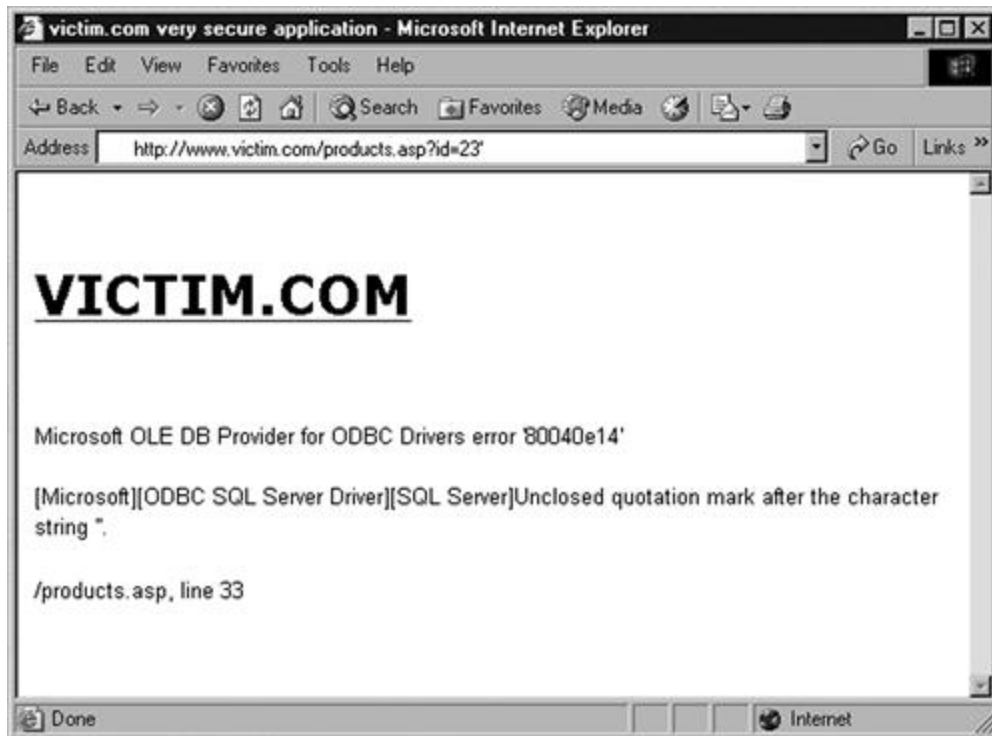 victim.com very secure application - Microsoft Internet Explorer
File Edit View Favorites Tools Help
Back Search Favorites Media
Address http://www.victim.com/products.asp?id=23' Go Links »
VICTIM.COM
Microsoft OLE DB Provider for ODBC Drivers error '80040e14'
[Microsoft][ODBC SQL Server Driver][SQL Server]Unclosed quotation mark after the character
string ''.
/products.asp, line 33
Done Internet